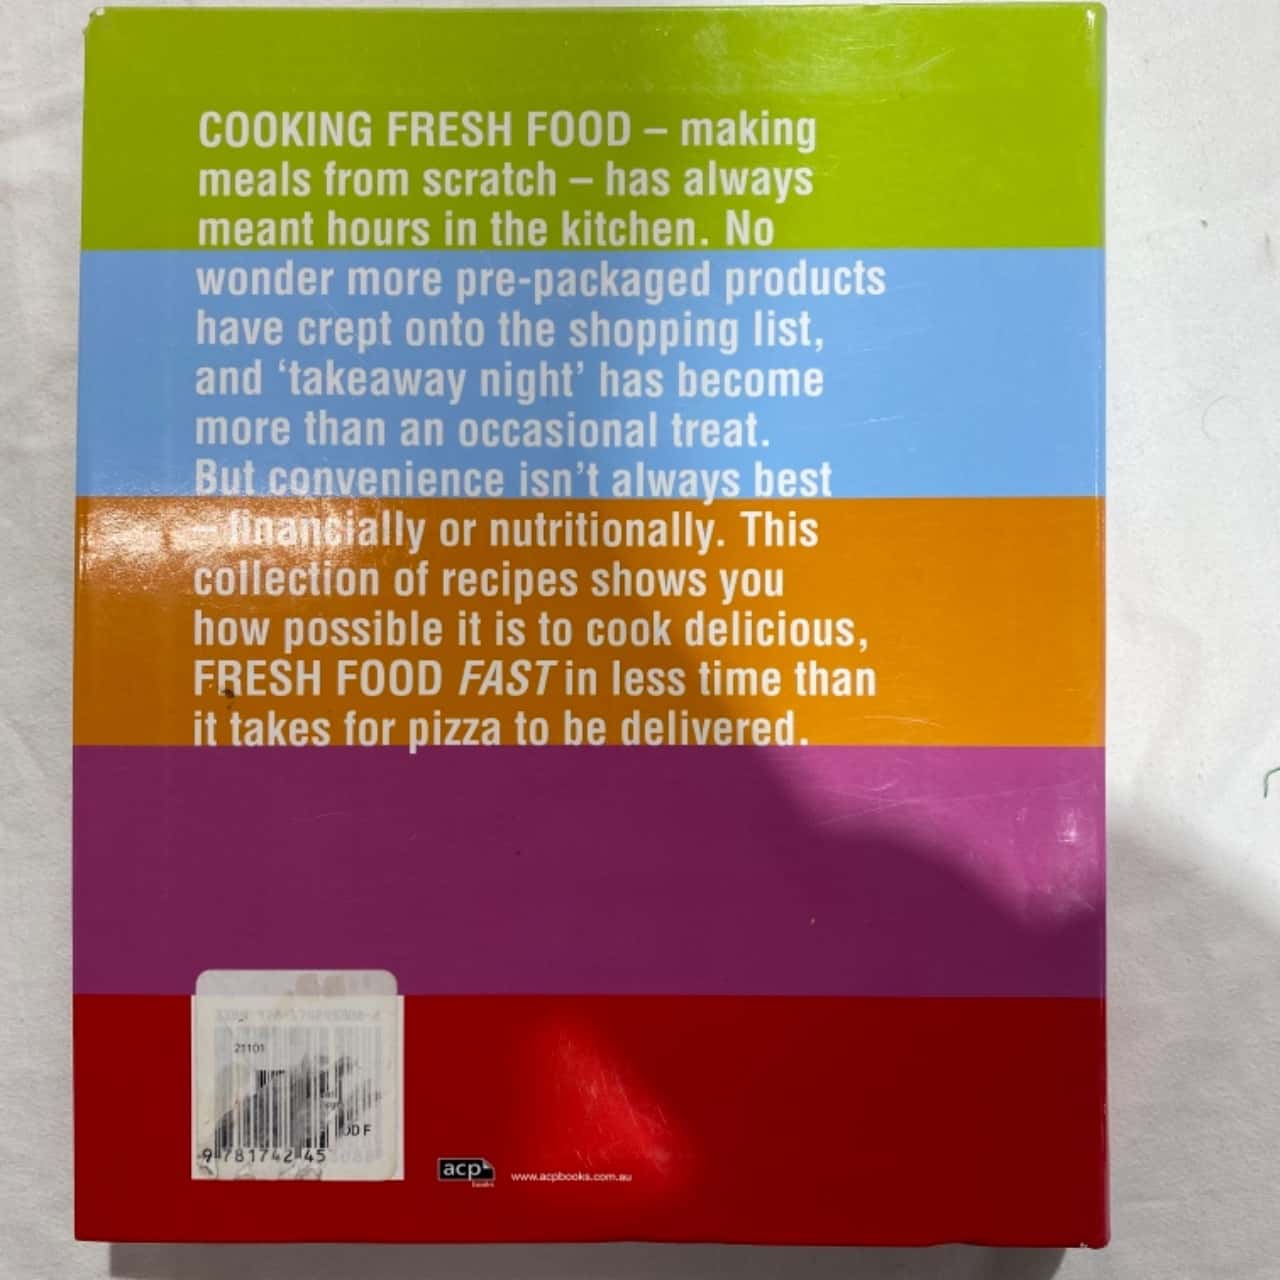 COOKING FRESH FOOD – making
meals from scratch – has always
meant hours in the kitchen. No
wonder more pre-packaged products
have crept onto the shopping list,
and ‘takeaway night’ has become
more than an occasional treat.
But convenience isn’t always best
– financially or nutritionally. This
collection of recipes shows you
how possible it is to cook delicious,
FRESH FOOD FAST in less time than
it takes for pizza to be delivered.
21101
9 781742 45
acp
books
www.acpbooks.com.au